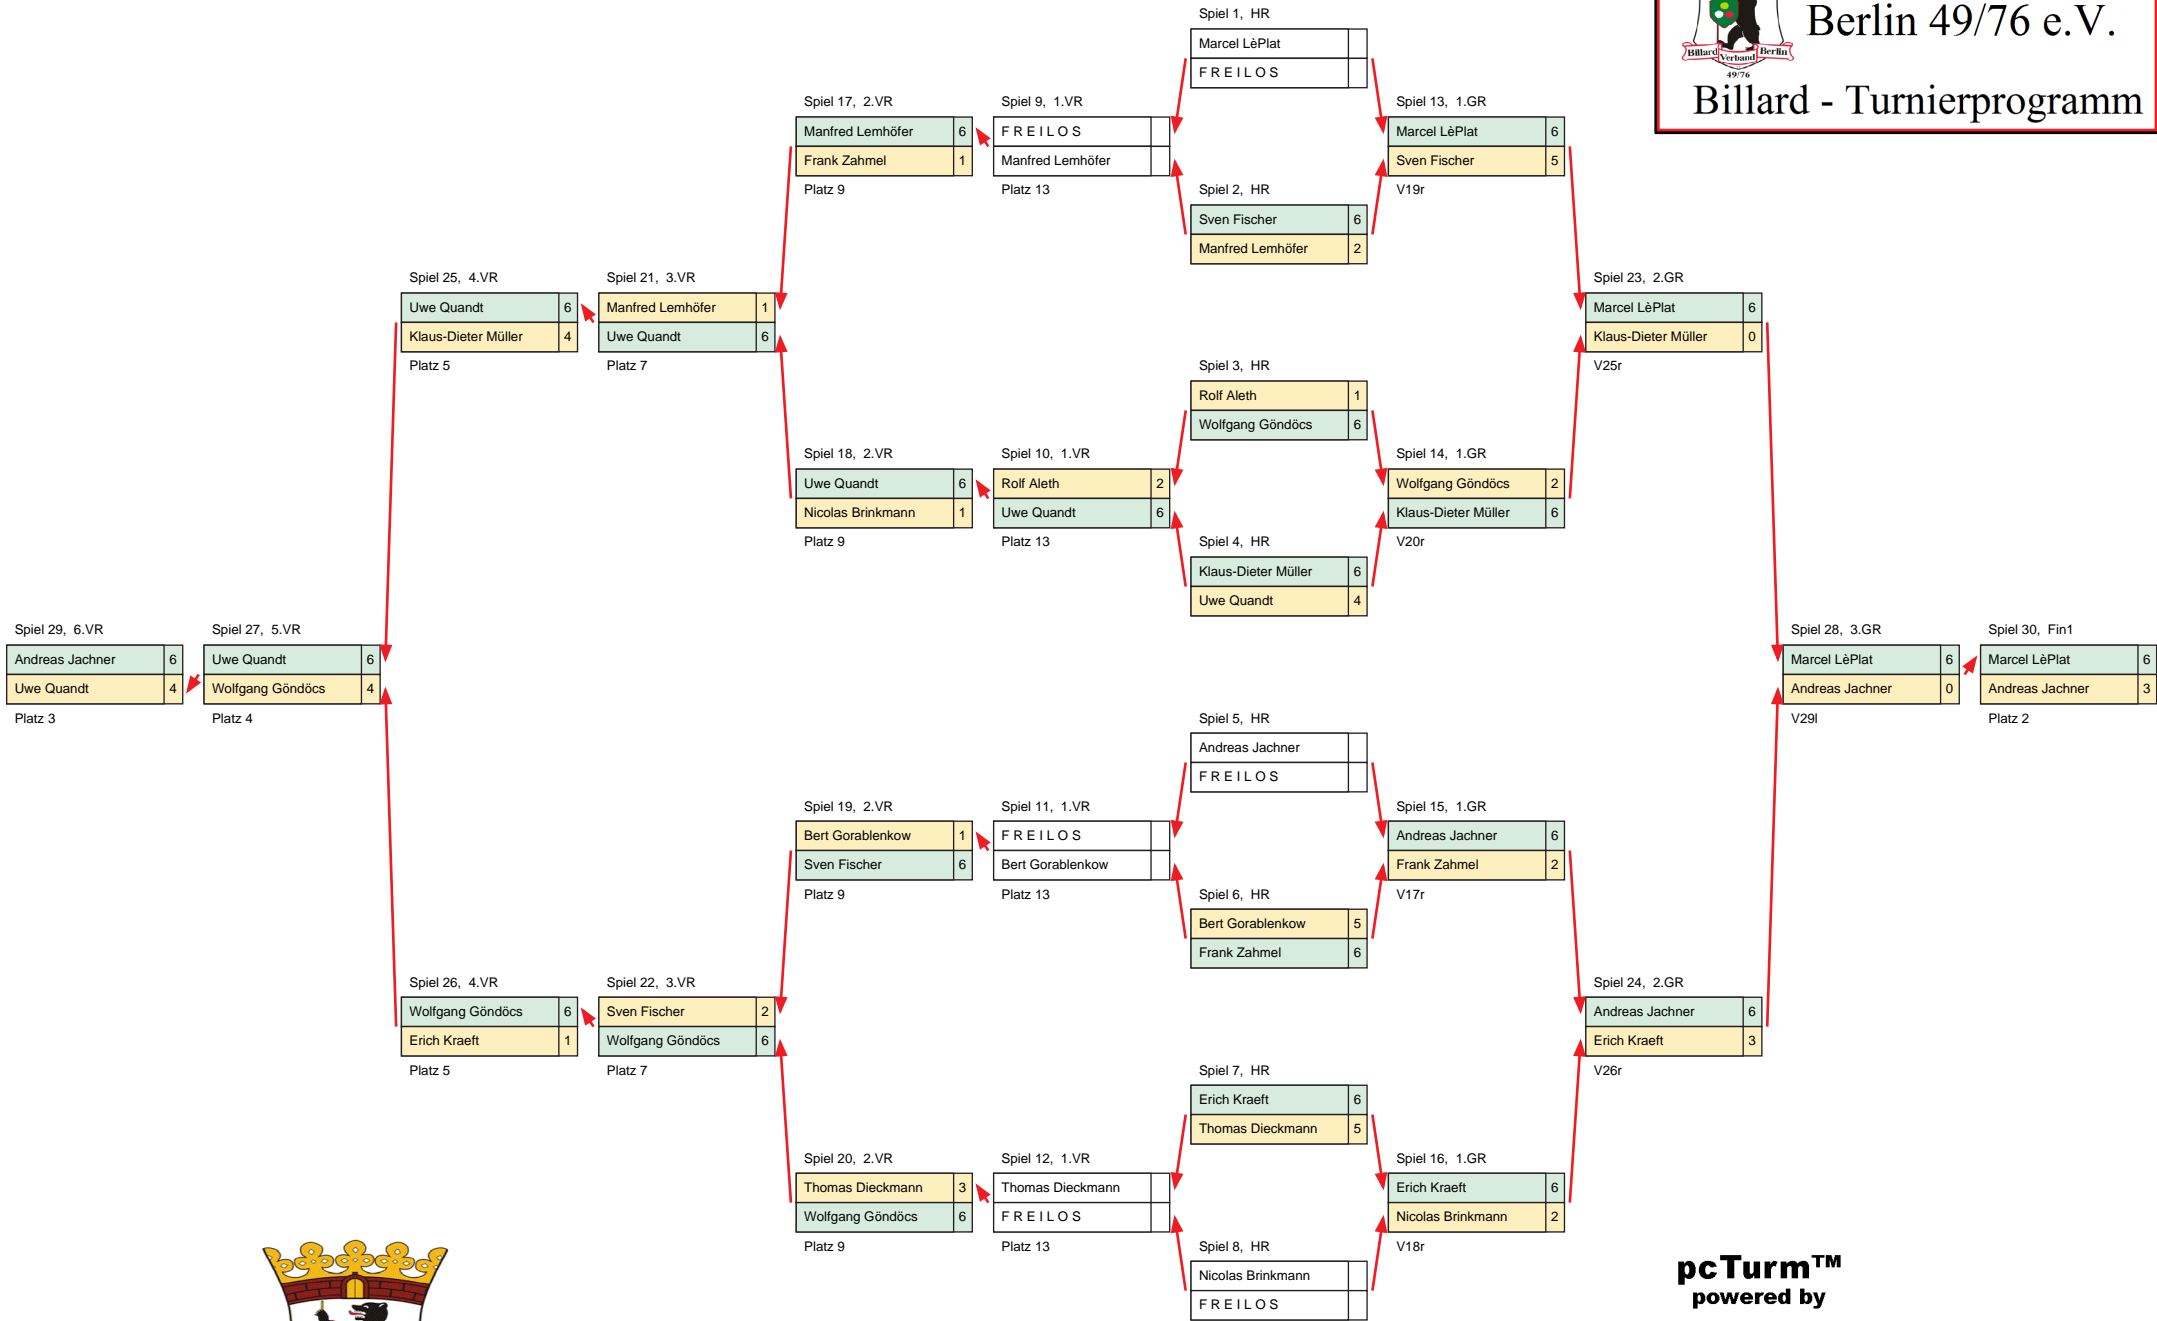 Berlin 49/76 e.V.
Billard Verband Berlin
49/76
Billard - Turnierprogramm
Spiel 1, HR
Marcel LèPlat
F R E I L O S
Spiel 17, 2.VR
Manfred Lemhöfer 6
Frank Zahmel 1
Platz 9
Spiel 9, 1.VR
F R E I L O S
Manfred Lemhöfer
Platz 13
Spiel 13, 1.GR
Marcel LèPlat 6
Sven Fischer 5
V19r
Spiel 2, HR
Sven Fischer 6
Manfred Lemhöfer 2
Spiel 25, 4.VR
Uwe Quandt 6
Klaus-Dieter Müller 4
Platz 5
Spiel 21, 3.VR
Manfred Lemhöfer 1
Uwe Quandt 6
Platz 7
Spiel 23, 2.GR
Marcel LèPlat 6
Klaus-Dieter Müller 0
V25r
Spiel 3, HR
Rolf Aleth 1
Wolfgang Göndöcs 6
Spiel 18, 2.VR
Uwe Quandt 6
Nicolas Brinkmann 1
Platz 9
Spiel 10, 1.VR
Rolf Aleth 2
Uwe Quandt 6
Platz 13
Spiel 14, 1.GR
Wolfgang Göndöcs 2
Klaus-Dieter Müller 6
V20r
Spiel 4, HR
Klaus-Dieter Müller 6
Uwe Quandt 4
Spiel 29, 6.VR
Andreas Jachner 6
Uwe Quandt 4
Platz 3
Spiel 27, 5.VR
Uwe Quandt 6
Wolfgang Göndöcs 4
Platz 4
Spiel 28, 3.GR
Marcel LèPlat 6
Andreas Jachner 0
V29l
Spiel 30, Fin1
Marcel LèPlat 6
Andreas Jachner 3
Platz 2
Spiel 5, HR
Andreas Jachner
F R E I L O S
Spiel 19, 2.VR
Bert Gorablenkow 1
Sven Fischer 6
Platz 9
Spiel 11, 1.VR
F R E I L O S
Bert Gorablenkow
Platz 13
Spiel 15, 1.GR
Andreas Jachner 6
Frank Zahmel 2
V17r
Spiel 6, HR
Bert Gorablenkow 5
Frank Zahmel 6
Spiel 26, 4.VR
Wolfgang Göndöcs 6
Erich Kraeft 1
Platz 5
Spiel 22, 3.VR
Sven Fischer 2
Wolfgang Göndöcs 6
Platz 7
Spiel 24, 2.GR
Andreas Jachner 6
Erich Kraeft 3
V26r
Spiel 7, HR
Erich Kraeft 6
Thomas Dieckmann 5
Spiel 20, 2.VR
Thomas Dieckmann 3
Wolfgang Göndöcs 6
Platz 9
Spiel 12, 1.VR
Thomas Dieckmann
F R E I L O S
Platz 13
Spiel 16, 1.GR
Erich Kraeft 6
Nicolas Brinkmann 2
V18r
Spiel 8, HR
Nicolas Brinkmann
F R E I L O S
pcTurm™
powered by